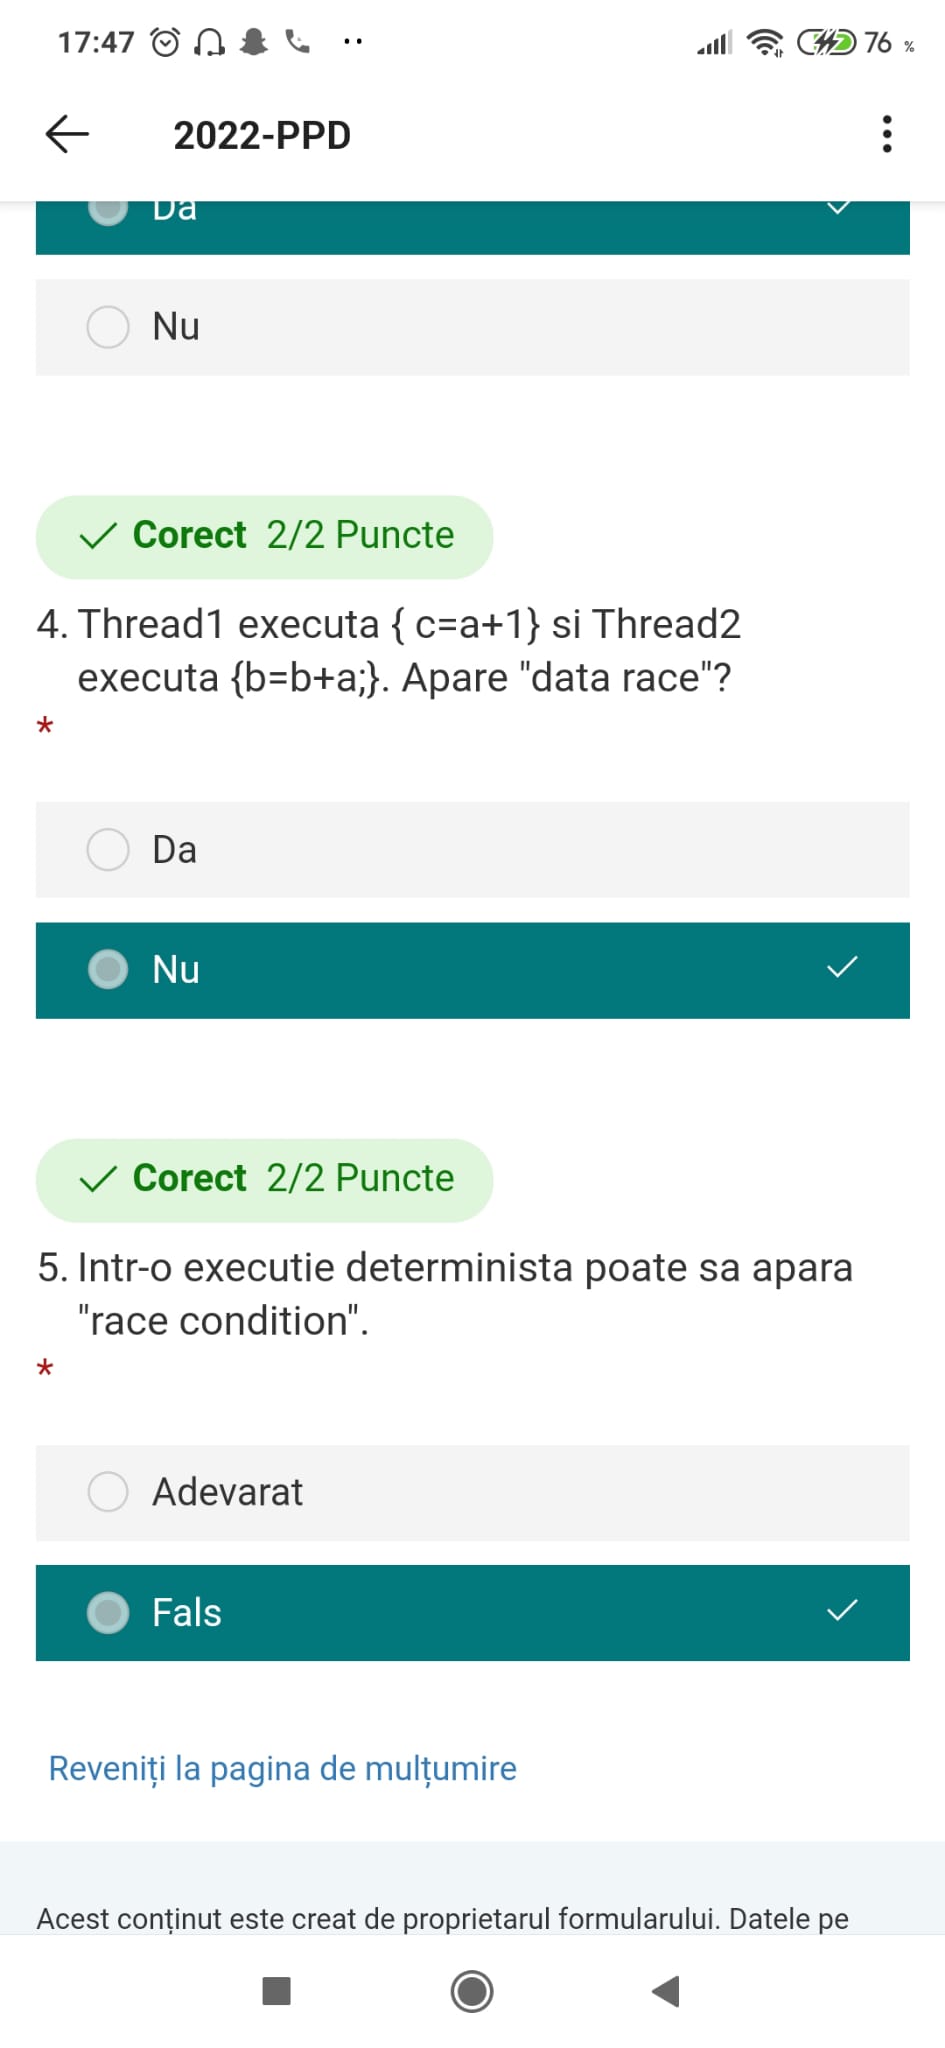 17:47 76 %
2022-PPD
Da
Nu
Corect 2/2 Puncte
4. Thread1 executa { c=a+1} si Thread2
executa {b=b+a;}. Apare "data race"?
*
Da
Nu
Corect 2/2 Puncte
5. Intr-o executie determinista poate sa apara
"race condition".
*
Adevarat
Fals
Reveniți la pagina de mulțumire
Acest conținut este creat de proprietarul formularului. Datele pe